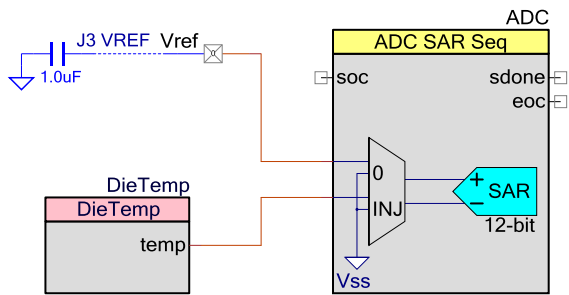 ADC
J3 VREF
Vref
1.0uF
ADC SAR Seq
soc
sdone
eoc
0
INJ
+
SAR
−
12-bit
Vss
DieTemp
DieTemp
temp